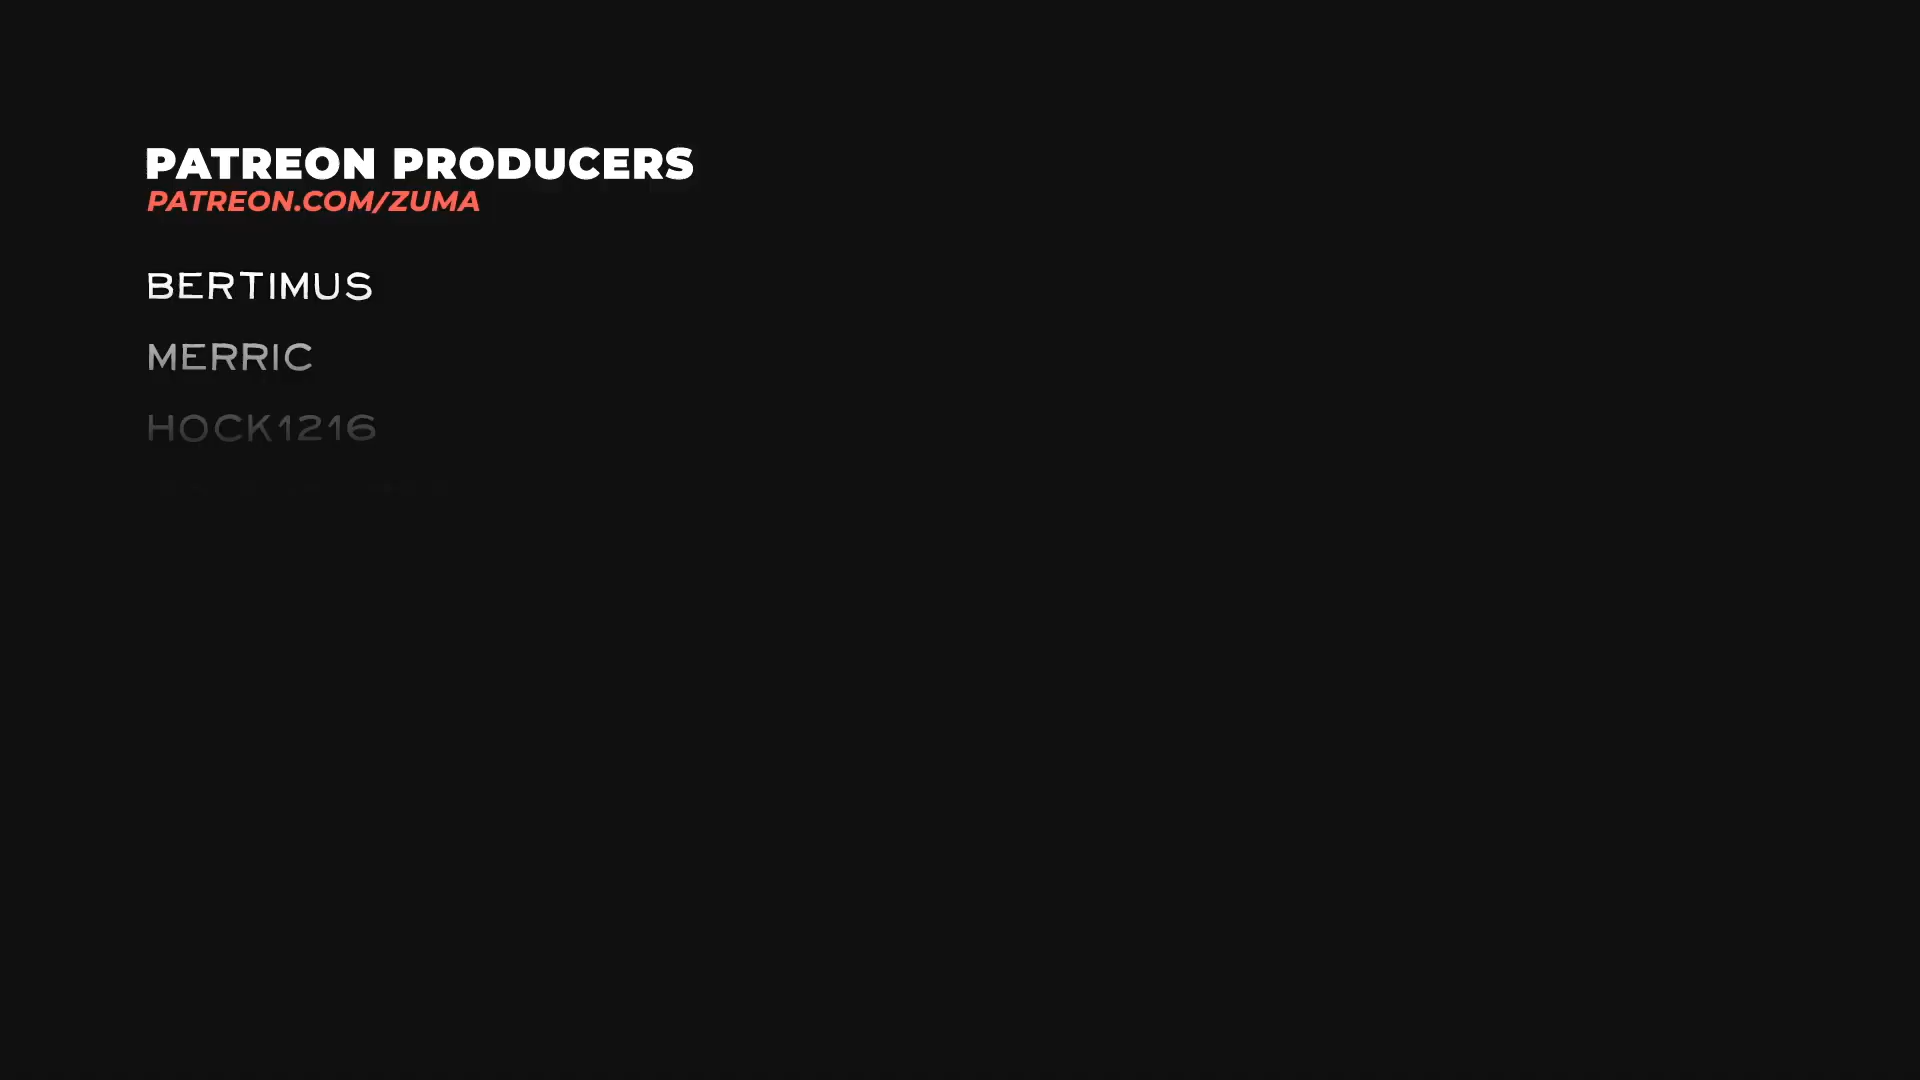 PATREON PRODUCERS
PATREON.COM/ZUMA
BERTIMUS
MERRIC
HOCK1216